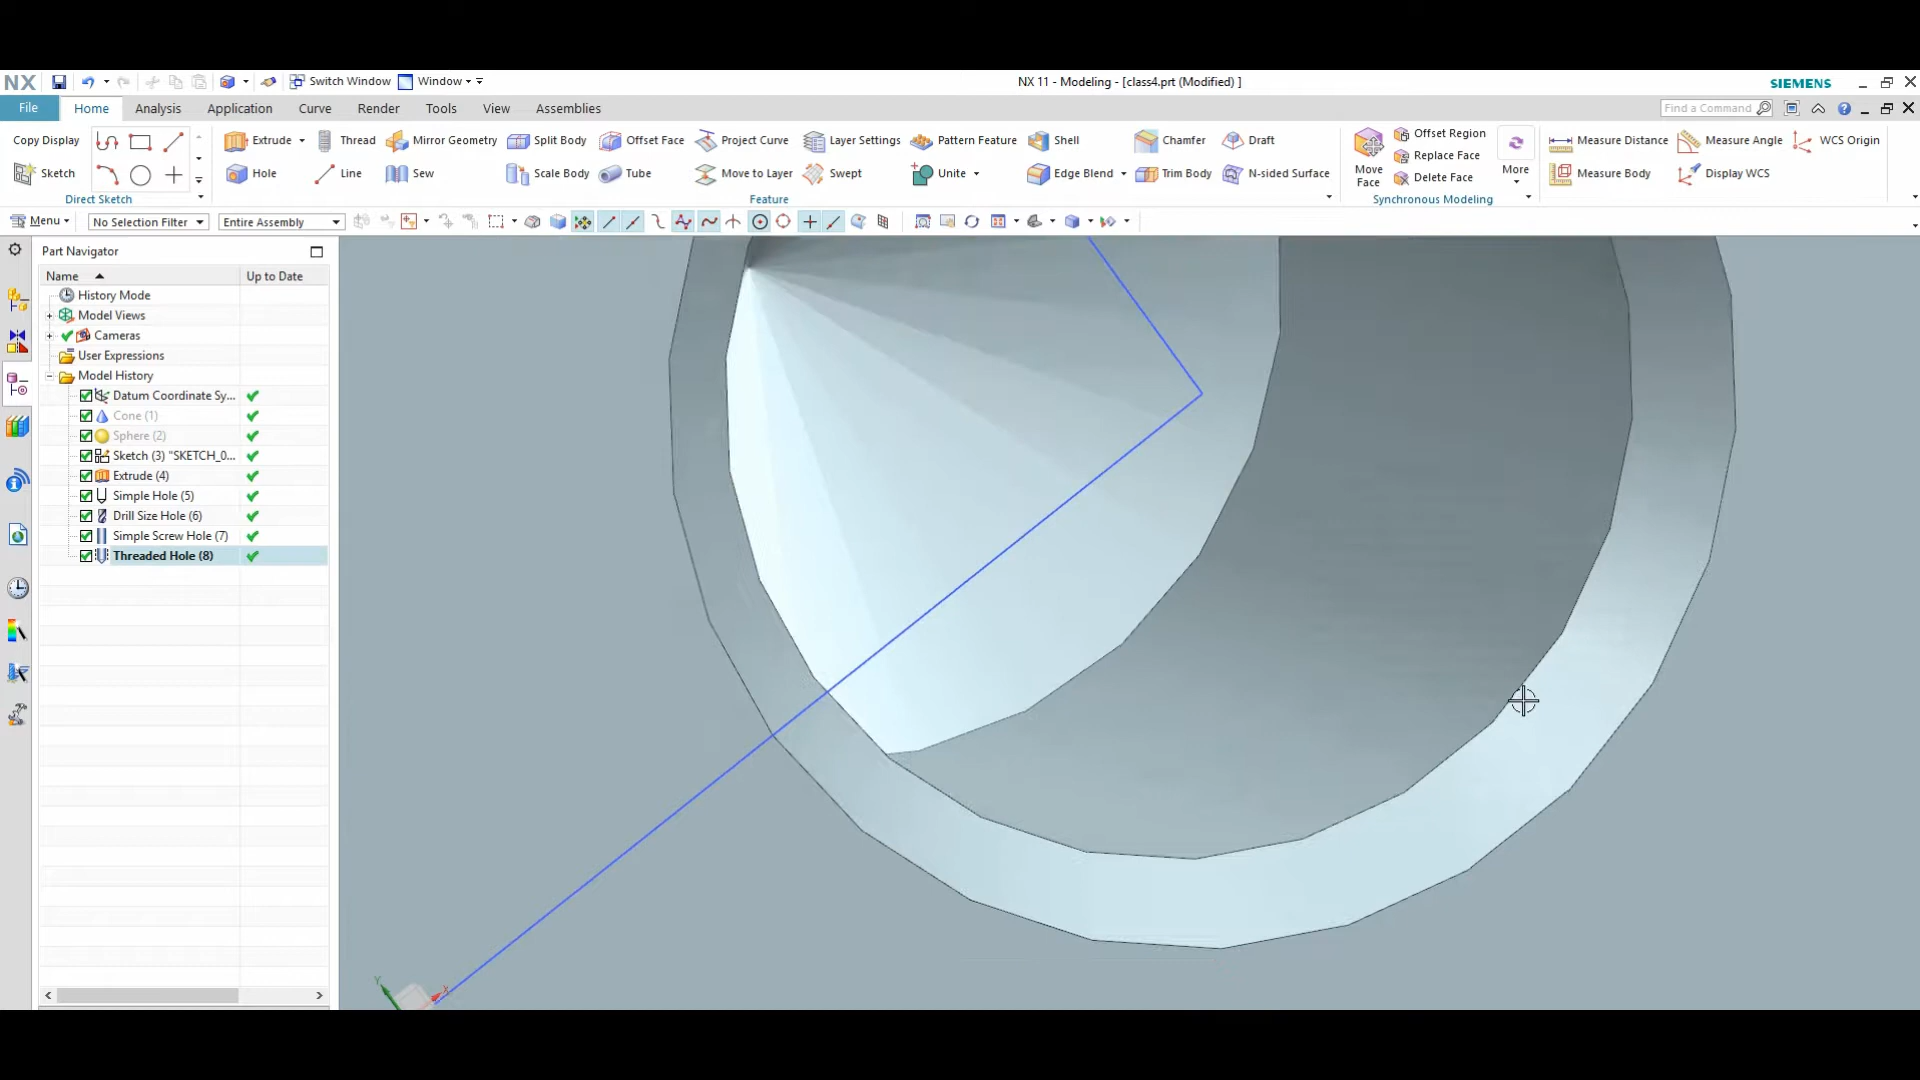 NX Switch Window Window NX 11 - Modeling - [class4.prt (Modified) ] SIEMENS
File Home Analysis Application Curve Render Tools View Assemblies Find a Command
Copy Display Extrude Thread Mirror Geometry Split Body Offset Face Project Curve Layer Settings Pattern Feature Shell Chamfer Draft Offset Region Measure Distance Measure Angle WCS Origin
Move Face Replace Face More
Sketch Hole Line Sew Scale Body Tube Move to Layer Swept Unite Edge Blend Trim Body N-sided Surface Delete Face Measure Body Display WCS
Direct Sketch Feature Synchronous Modeling
Menu No Selection Filter Entire Assembly
Part Navigator
Name Up to Date
History Mode
Model Views
Cameras
User Expressions
Model History
Datum Coordinate Sy...
Cone (1)
Sphere (2)
Sketch (3) "SKETCH_0...
Extrude (4)
Simple Hole (5)
Drill Size Hole (6)
Simple Screw Hole (7)
Threaded Hole (8)
Y
X